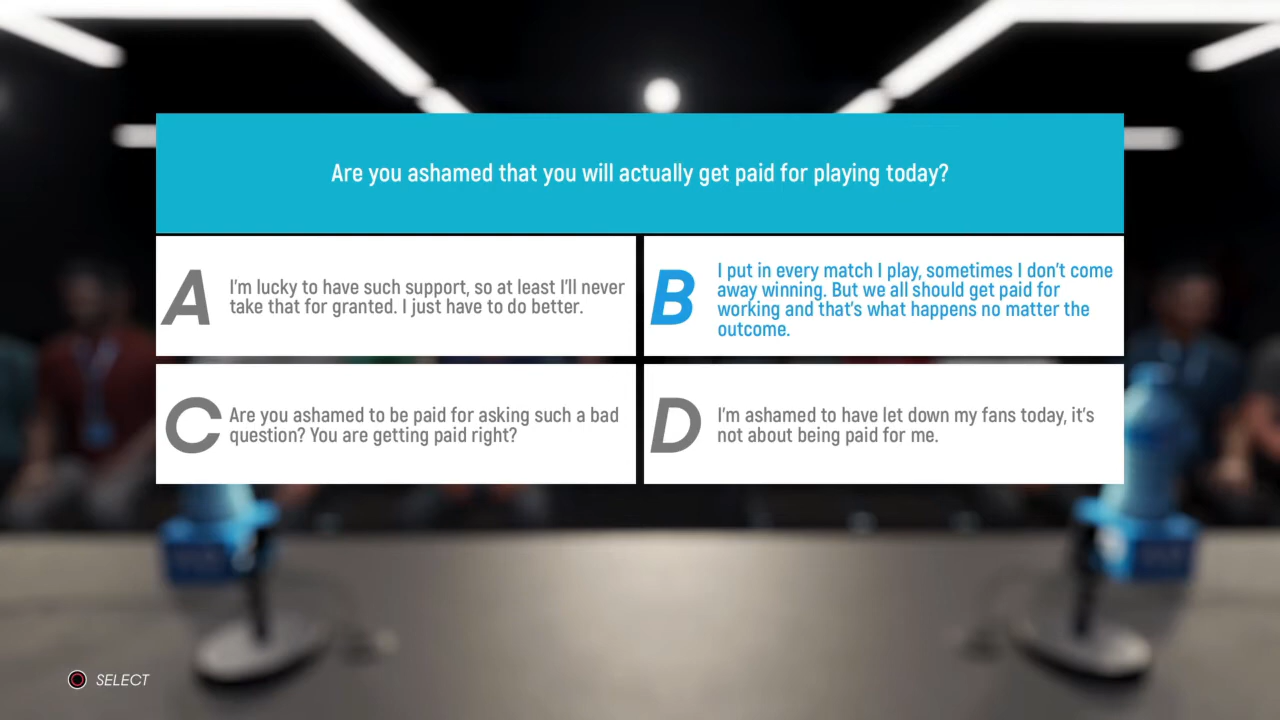 Are you ashamed that you will actually get paid for playing today?
A
I'm lucky to have such support, so at least I'll never
take that for granted. I just have to do better.
B
I put in every match I play, sometimes I don't come
away winning. But we all should get paid for
working and that's what happens no matter the
outcome.
C
Are you ashamed to be paid for asking such a bad
question? You are getting paid right?
D
I'm ashamed to have let down my fans today, it's
not about being paid for me.
SELECT